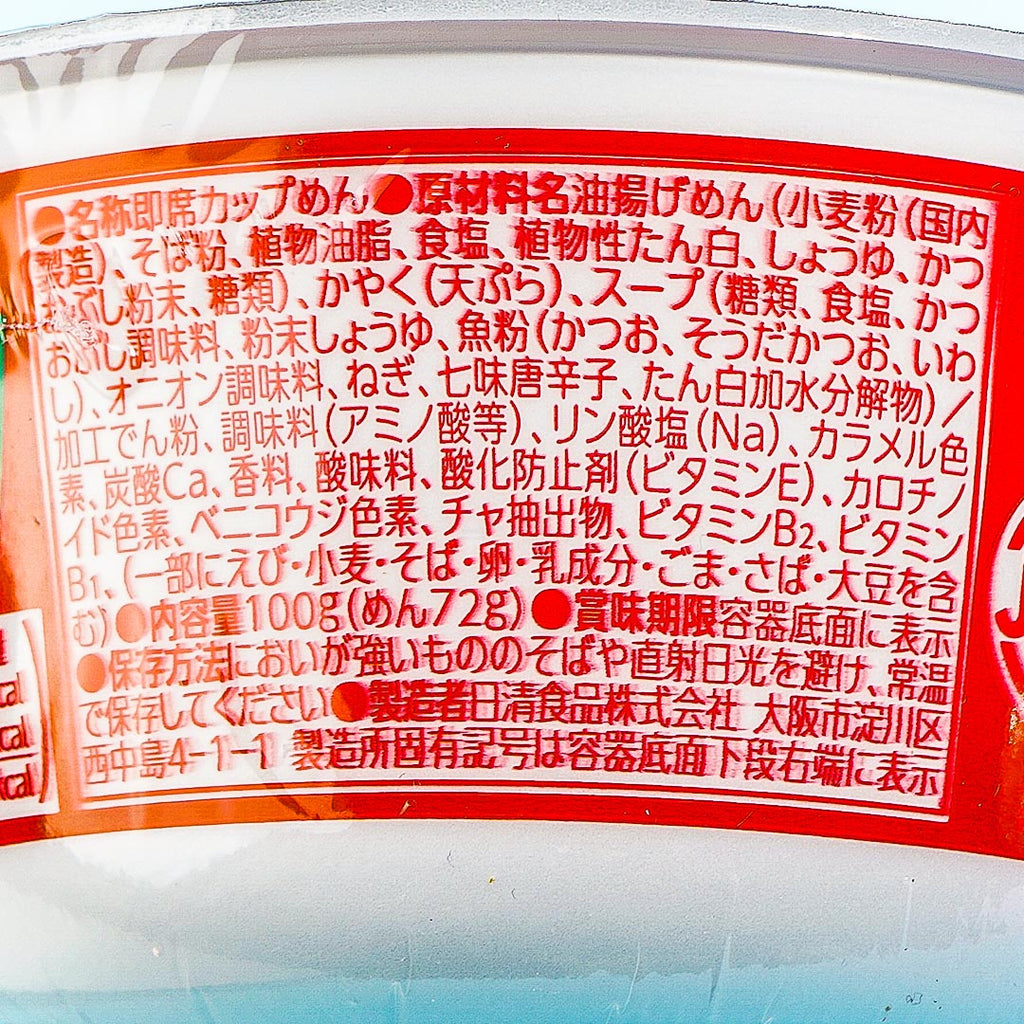 ●名称即席カップめん●原材料名油揚げめん(小麦粉(国内
製造)、そば粉、植物油脂、食塩、植物性たん白、しょうゆ、かつ
おぶし粉末、糖類)、かやく(天ぷら)、スープ(糖類、食塩、かつ
おぶし調味料、粉末しょうゆ、魚粉(かつお、そうだかつお、いわ
し)、オニオン調味料、ねぎ、七味唐辛子、たん白加水分解物)/
加工でん粉、調味料(アミノ酸等)、リン酸塩(Na)、カラメル色
素、炭酸Ca、香料、酸味料、酸化防止剤(ビタミンE)、カロチノ
イド色素、ベニコウジ色素、チャ抽出物、ビタミンB₂、ビタミン
B₁、(一部にえび・小麦・そば・卵・乳成分・ごま・さば・大豆を含
む)●内容量100g(めん72g)●賞味期限容器底面に表示
●保存方法においが強いもののそばや直射日光を避け、常温
で保存してください●製造者日清食品株式会社 大阪市淀川区
西中島4-1-1 製造所固有記号は容器底面下段右端に表示